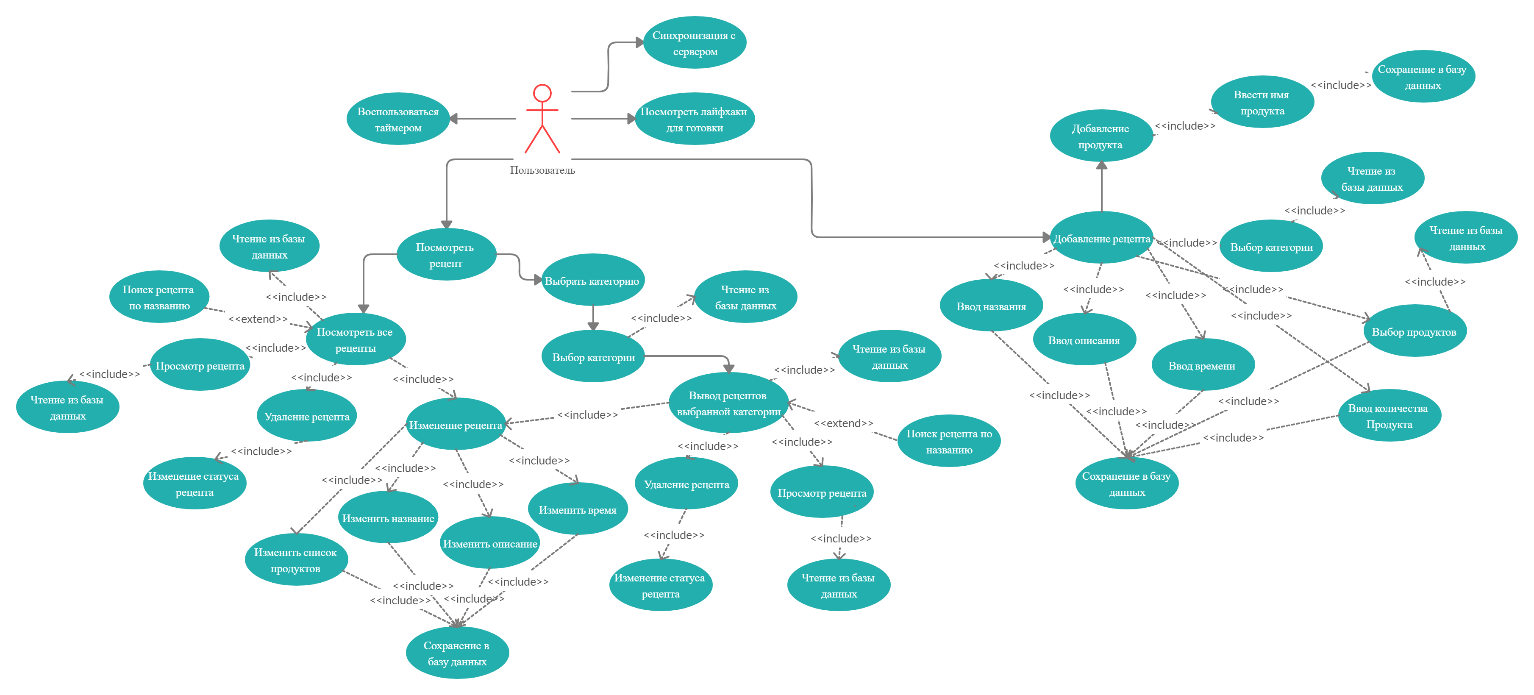 Синхронизация с
сервером
Воспользоваться
таймером
Посмотреть лайфхаки
для готовки
Пользователь
Сохранение в базу
данных
<<include>>
Ввести имя
продукта
<<include>>
Добавление
продукта
Чтение из
базы данных
<<include>>
Выбор категории
Чтение из базы
данных
Добавление рецепта
<<include>>
<<include>>
<<include>>
<<include>>
<<include>>
<<include>>
<<include>>
Ввод названия
Ввод описания
Ввод времени
Выбор продуктов
Ввод количества
Продукта
<<include>>
<<include>>
<<include>>
<<include>>
<<include>>
Сохранение в базу
данных
Посмотреть
рецепт
Чтение из базы
данных
<<include>>
Поиск рецепта
по названию
<<extend>>
Посмотреть все
рецепты
<<include>>
Просмотр рецепта
<<include>>
Чтение из базы
данных
<<include>>
Удаление рецепта
<<include>>
Изменение статуса
рецепта
<<include>>
Изменение рецепта
Выбрать категорию
Чтение из
базы данных
<<include>>
Выбор категории
Чтение из базы
данных
<<include>>
Вывод рецептов
выбранной категории
<<include>>
<<extend>>
Поиск рецепта по
названию
<<include>>
<<include>>
Удаление рецепта
Просмотр рецепта
<<include>>
<<include>>
Изменение статуса
рецепта
Чтение из базы
данных
<<include>>
<<include>>
<<include>>
<<include>>
Изменить список
продуктов
Изменить название
Изменить описание
Изменить время
<<include>>
<<include>>
<<include>>
<<include>>
Сохранение в
базу данных